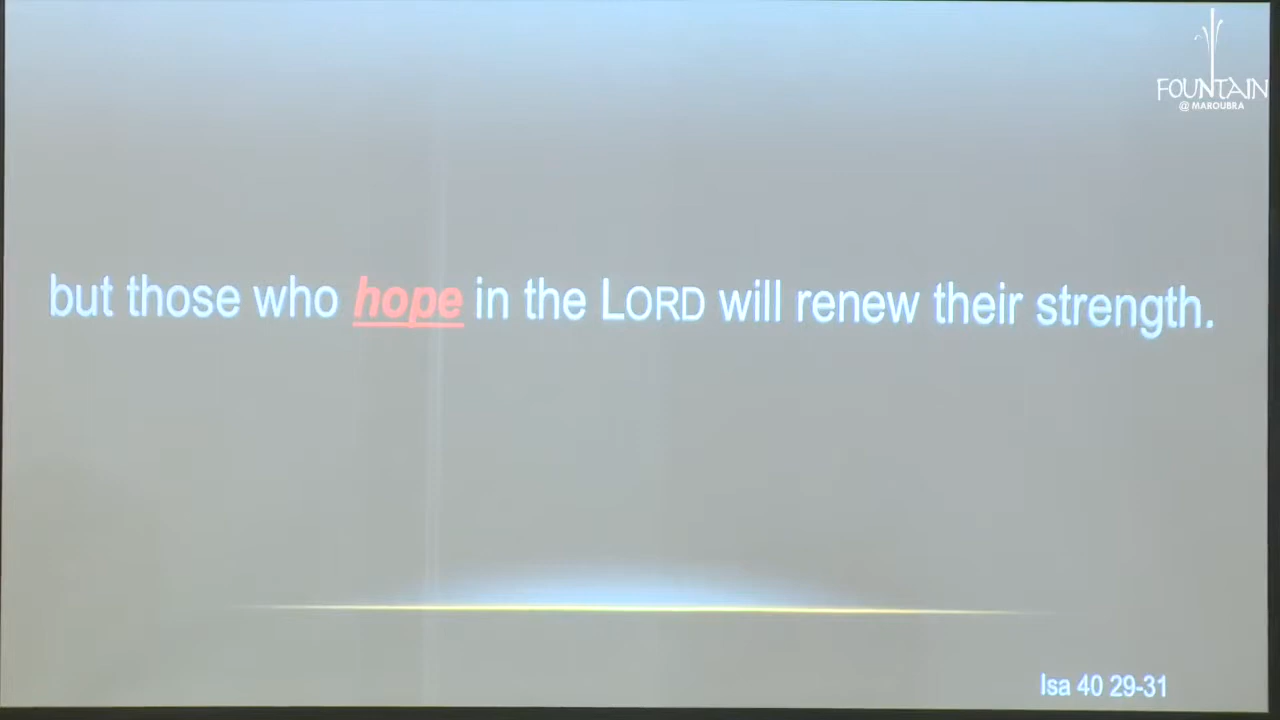 FOUNTAIN
@ MAROUBRA
but those who hope in the LORD will renew their strength.
Isa 40 29-31